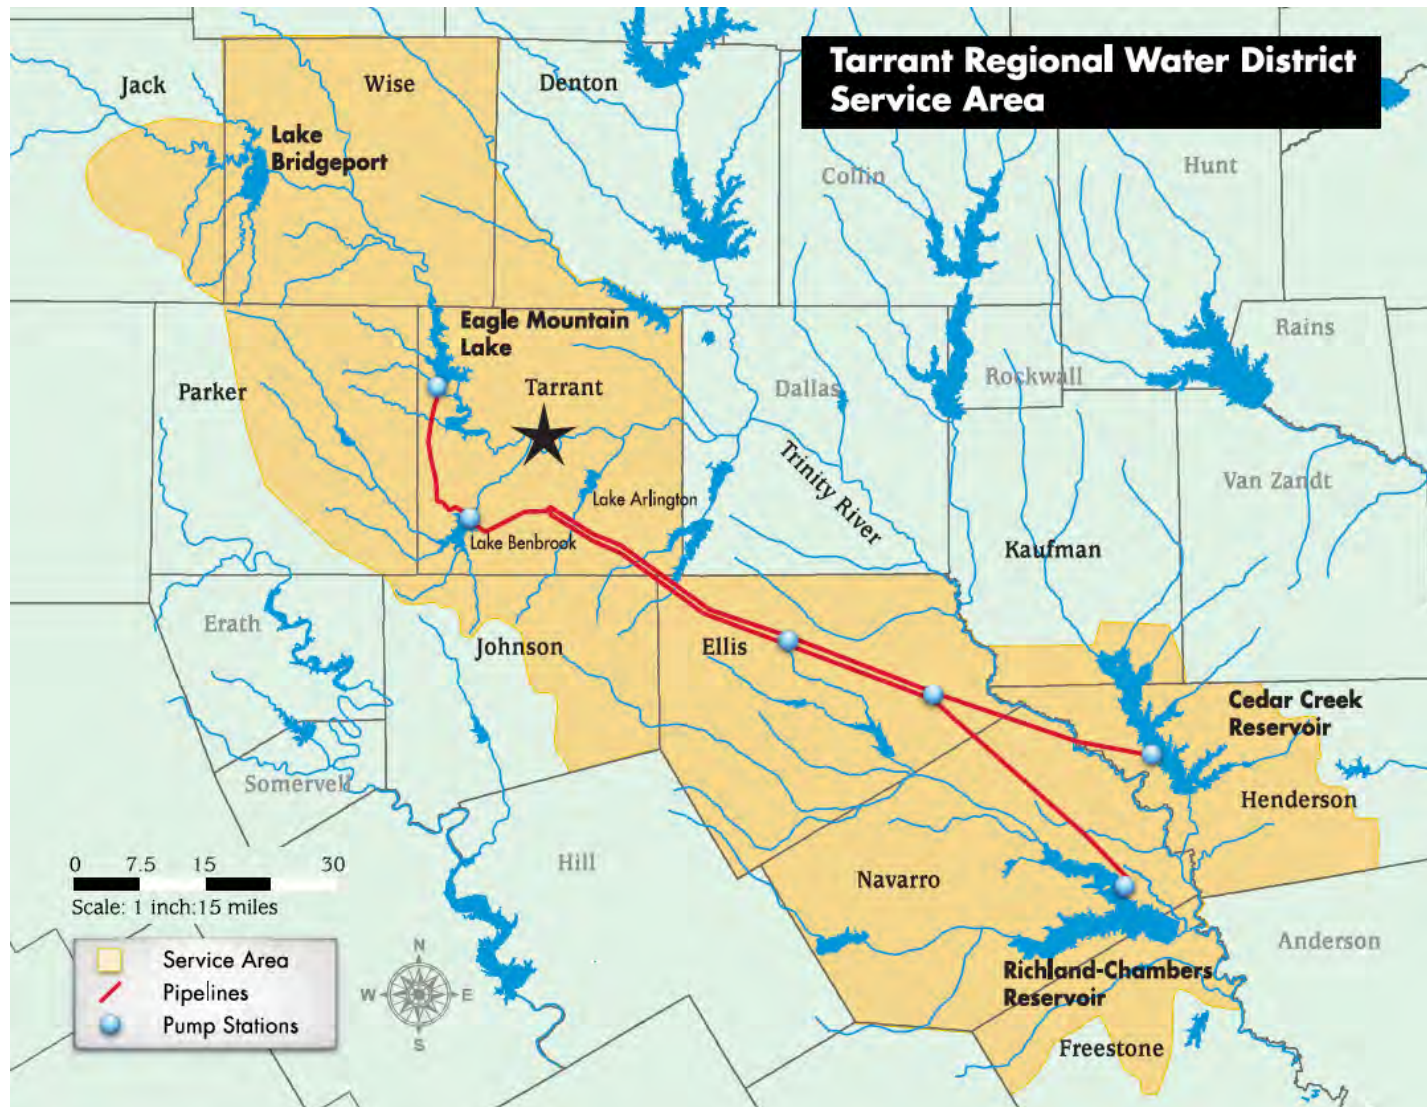 Tarrant Regional Water District
Service Area
Jack
Wise
Denton
Lake
Bridgeport
Collin
Hunt
Eagle Mountain
Lake
Rains
Parker
Tarrant
Dallas
Rockwall
Trinity River
Van Zandt
Lake Arlington
Lake Benbrook
Kaufman
Erath
Johnson
Ellis
Cedar Creek
Reservoir
Somervell
Henderson
Hill
Navarro
Anderson
Richland-Chambers
Reservoir
Freestone
0 7.5 15 30
Scale: 1 inch:15 miles
Service Area
Pipelines
Pump Stations
N
W E
S